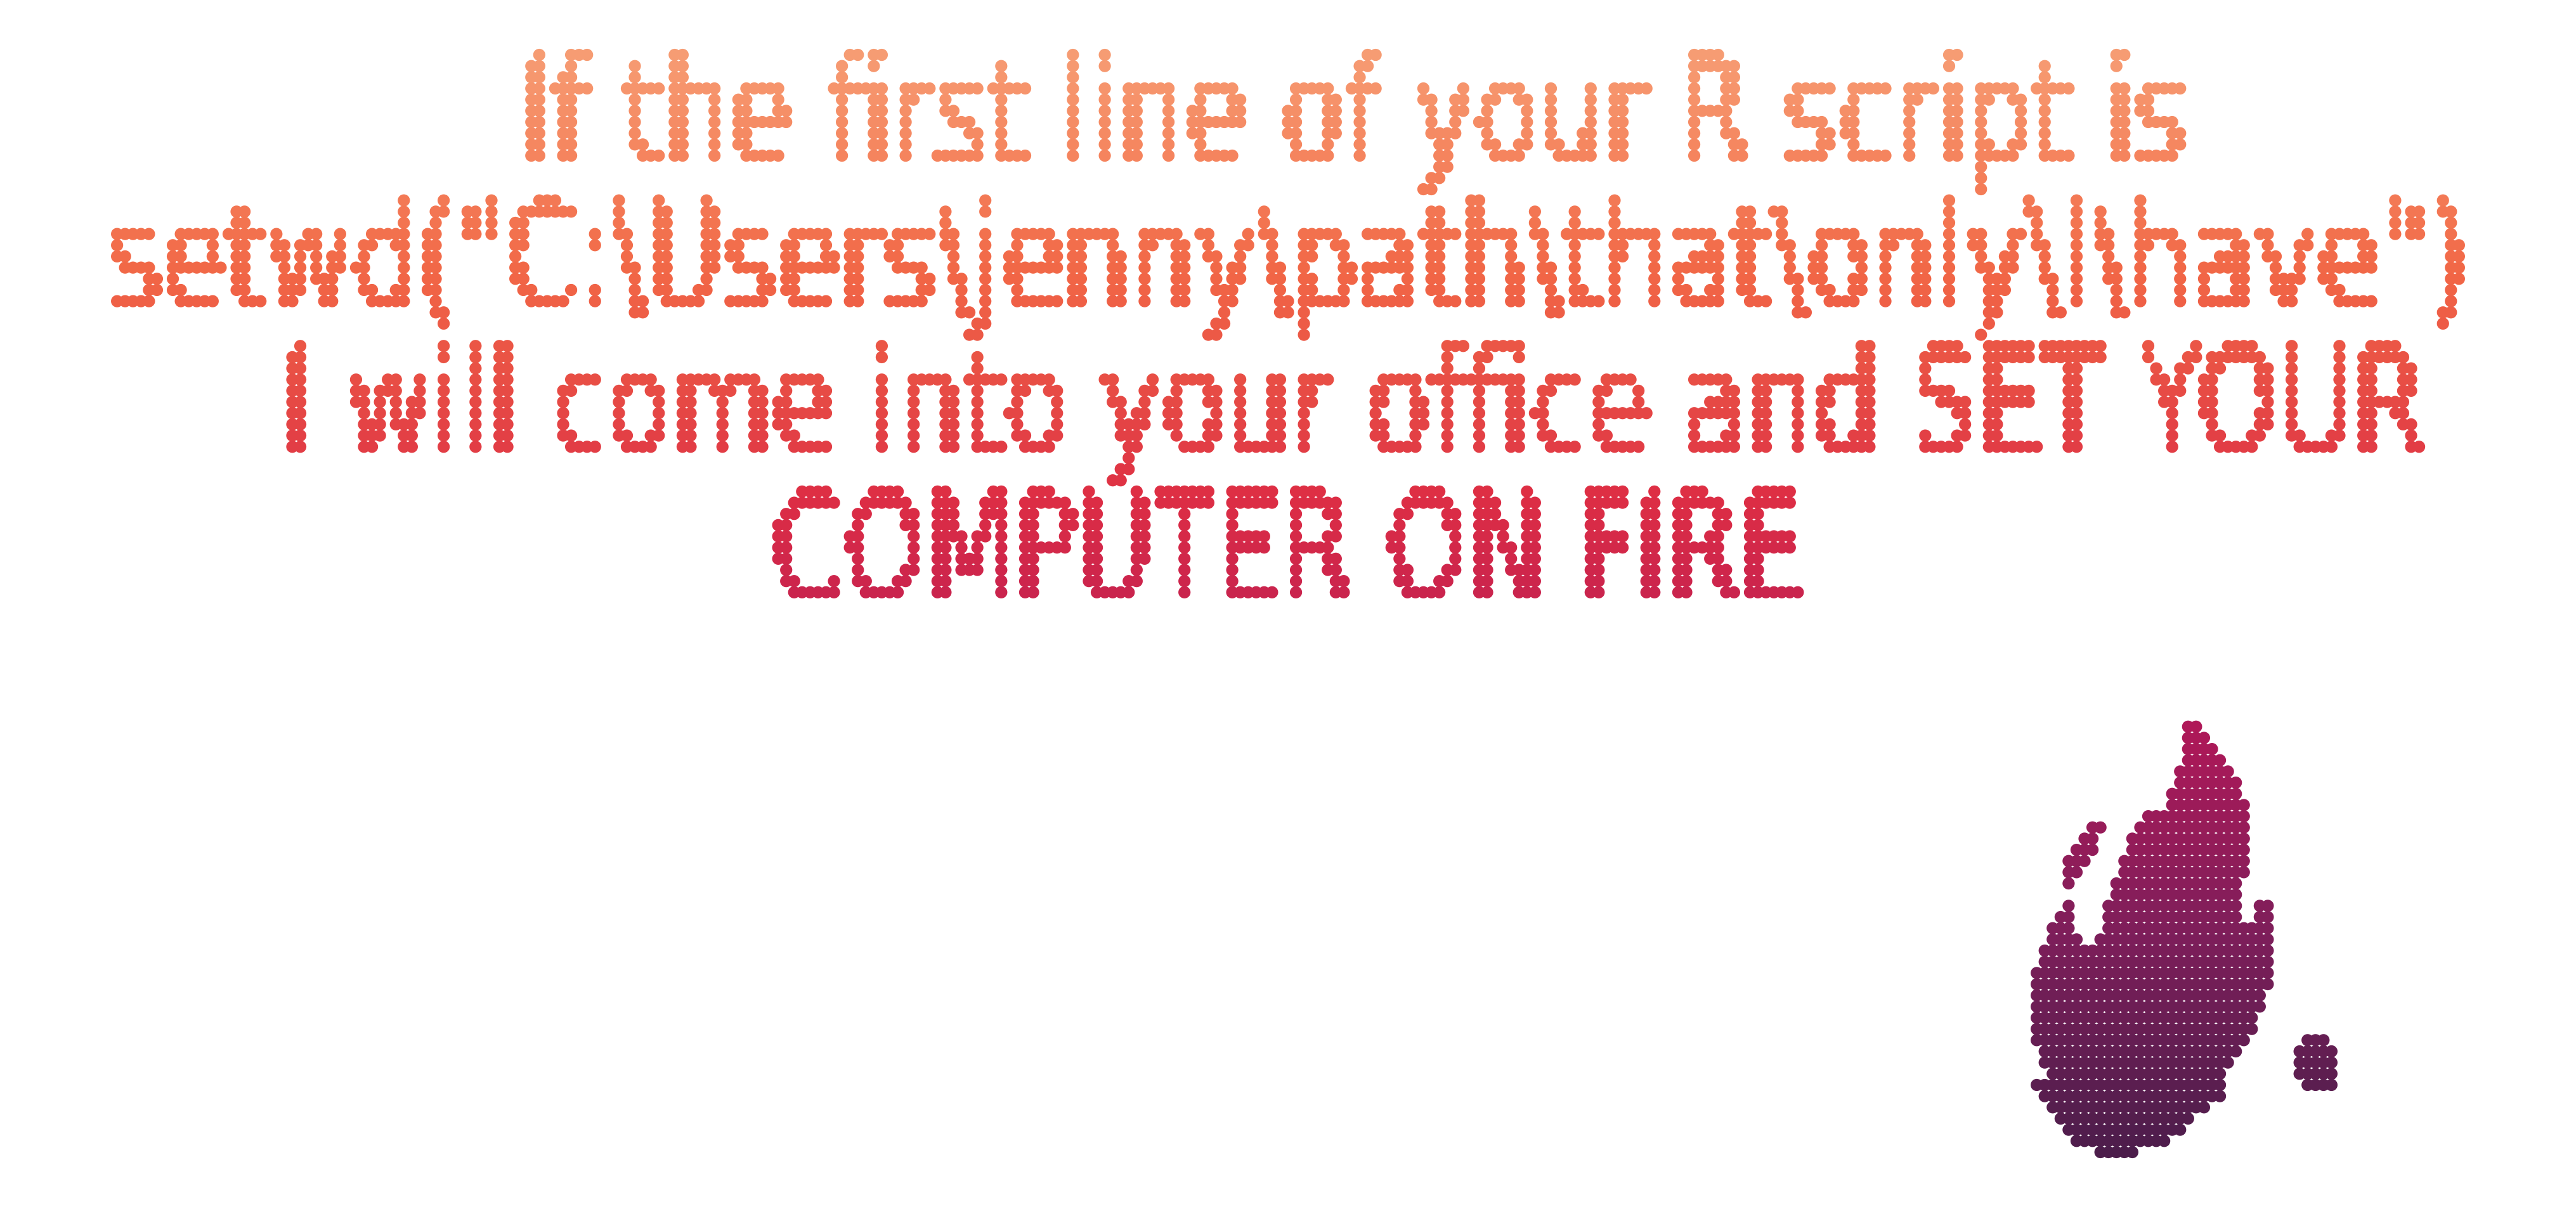 If the first line of your R script is
setwd("C:\Users\jenny\path\that\only\I\have")
I will come into your office and SET YOUR
COMPUTER ON FIRE